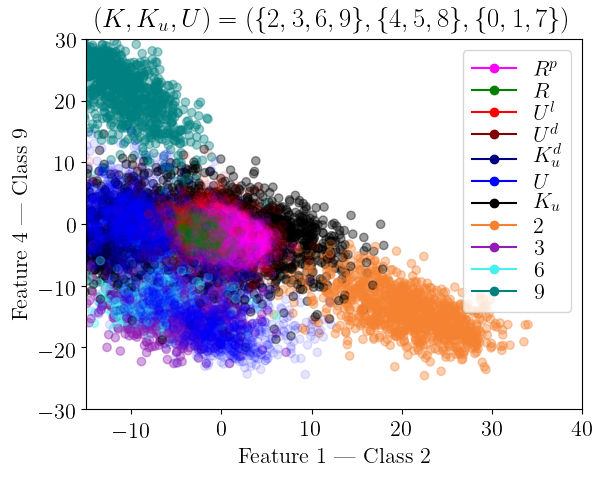 (K, K_u, U) = ({2, 3, 6, 9}, {4, 5, 8}, {0, 1, 7})
30
20
10
0
−10
−20
−30
Feature 4 — Class 9
R^p
R
U^l
U^d
K_u^d
U
K_u
2
3
6
9
−10
0
10
20
30
40
Feature 1 — Class 2